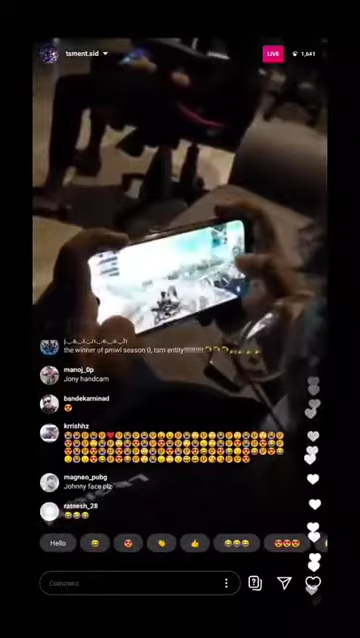 tsment.sid
LIVE
1,641
j._.a._.i._.n._.e._.a._.h
the winner of pmwl season 0, tsm entity!!!!!!!!!!
manoj_0p
Jony handcam
bandekarninad
😍
krrishhz
magneo_pubg
Johnny face plz
ratnesh_28
😂😂😂
Hello
😂 😍 👏 👍 😂😂😂 😍😍😍
Comment